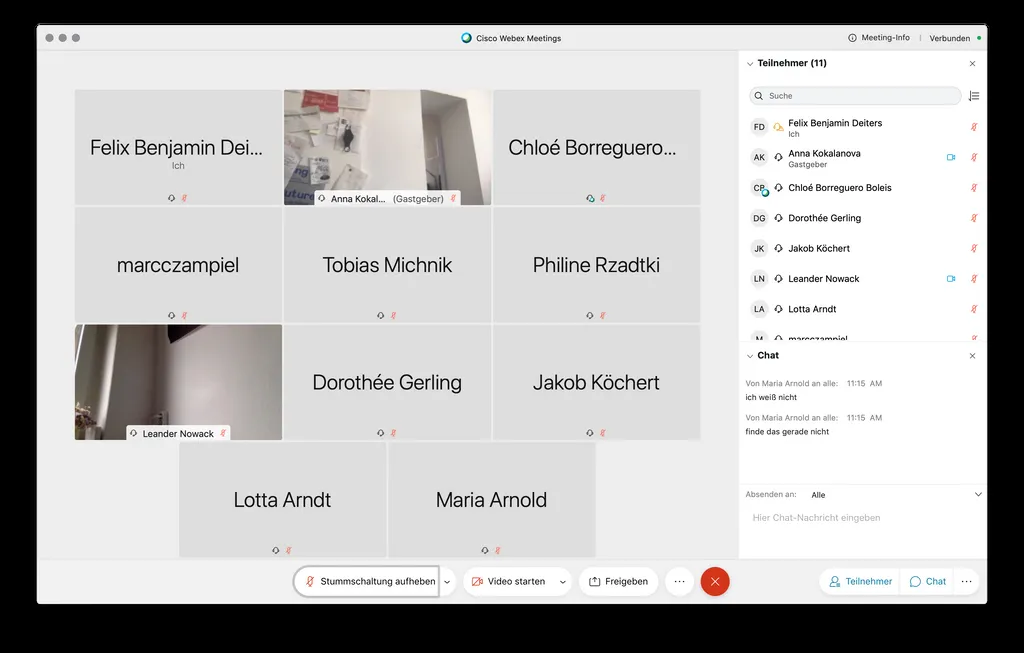 Cisco Webex Meetings
Meeting-Info
Verbunden
Felix Benjamin Dei...
Ich
Anna Kokal... (Gastgeber)
Chloé Borreguero...
marcczampiel
Tobias Michnik
Philine Rzadtki
Leander Nowack
Dorothée Gerling
Jakob Köchert
Lotta Arndt
Maria Arnold
Stummschaltung aufheben
Video starten
Freigeben
Teilnehmer (11)
Suche
FD Felix Benjamin Deiters
Ich
AK Anna Kokalanova
Gastgeber
CB Chloé Borreguero Boleis
DG Dorothée Gerling
JK Jakob Köchert
LN Leander Nowack
LA Lotta Arndt
M marcczampiel
Chat
Von Maria Arnold an alle: 11:15 AM
ich weiß nicht
Von Maria Arnold an alle: 11:15 AM
finde das gerade nicht
Absenden an: Alle
Hier Chat-Nachricht eingeben
Teilnehmer
Chat